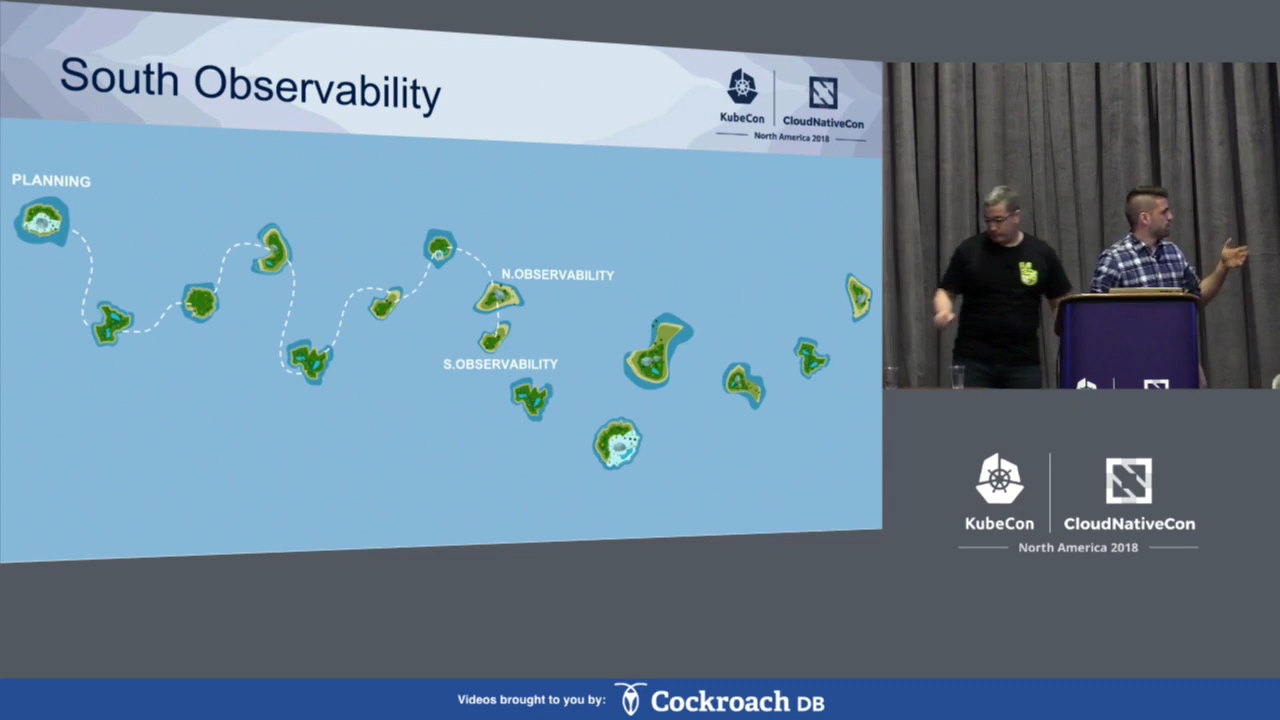 South Observability
KubeCon
CloudNativeCon
North America 2018
PLANNING
N.OBSERVABILITY
S.OBSERVABILITY
KubeCon
CloudNativeCon
North America 2018
Videos brought to you by: Cockroach DB